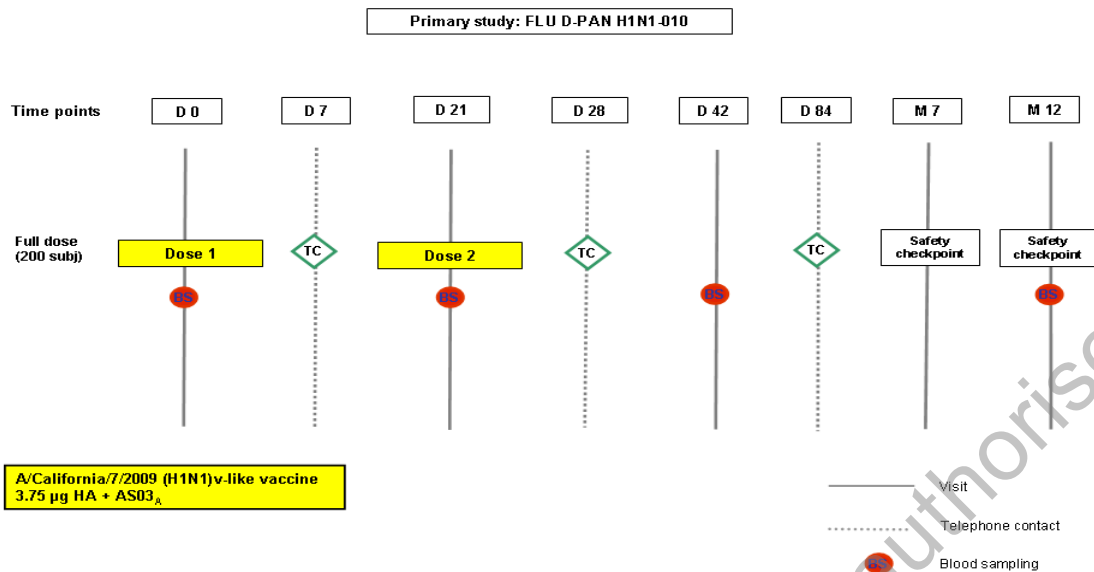 Primary study: FLU D-PAN H1N1-010
Time points D 0 D 7 D 21 D 28 D 42 D 84 M 7 M 12
Full dose
(200 subj)
Dose 1
TC
Dose 2
TC
TC
Safety
checkpoint
Safety
checkpoint
BS
BS
BS
BS
A/California/7/2009 (H1N1)v-like vaccine
3.75 µg HA + AS03A
Visit
Telephone contact
BS Blood sampling